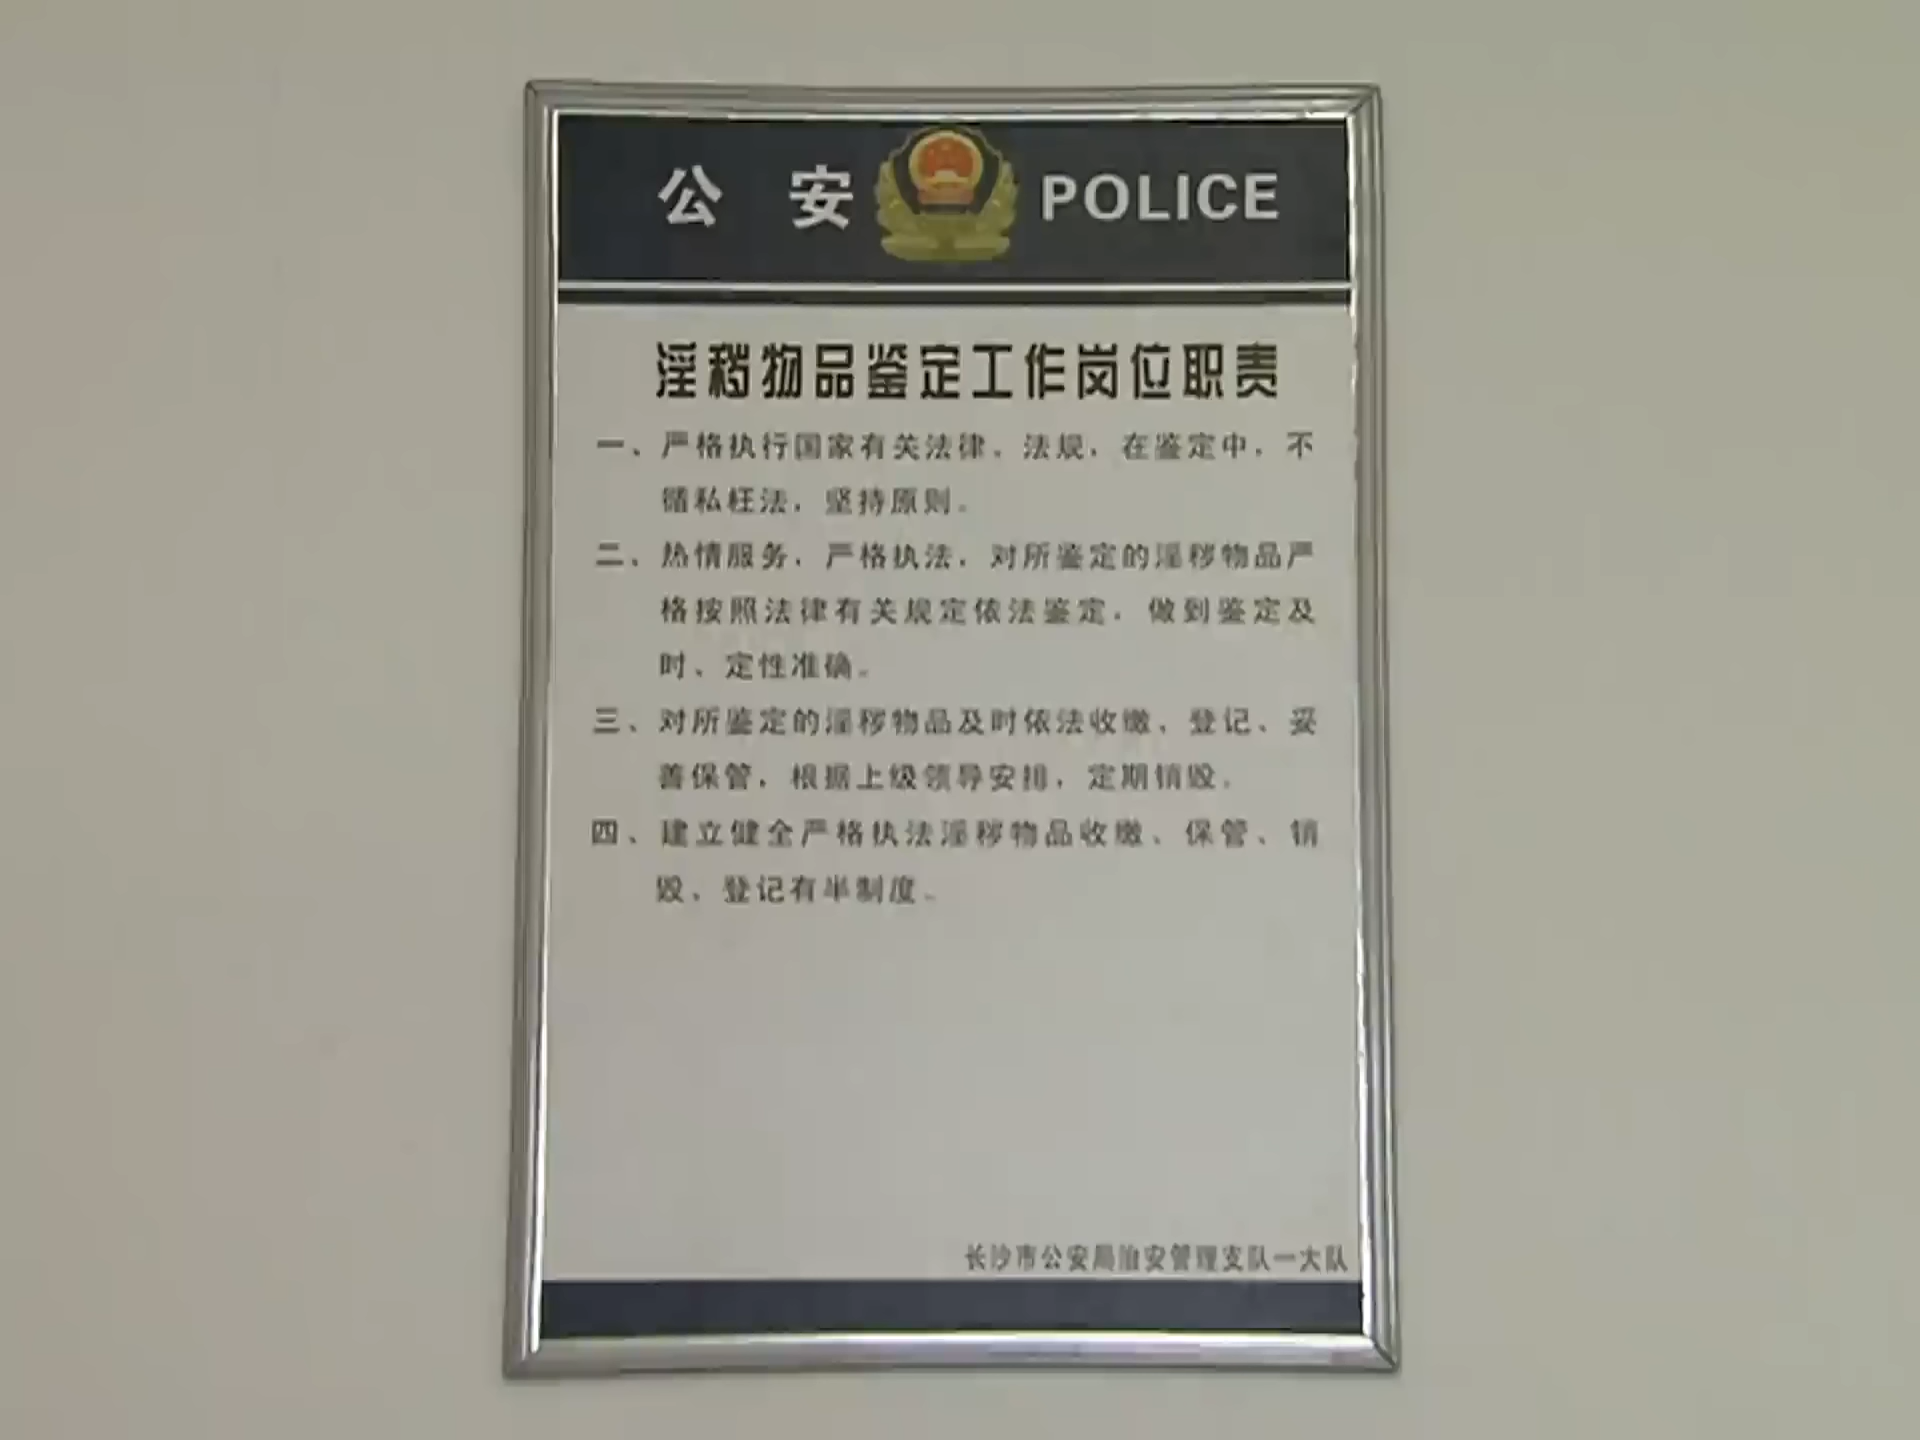 公安 POLICE
淫秽物品鉴定工作岗位职责
一、严格执行国家有关法律、法规，在鉴定中，不
循私枉法，坚持原则。
二、热情服务，严格执法，对所鉴定的淫秽物品严
格按照法律有关规定依法鉴定，做到鉴定及
时、定性准确。
三、对所鉴定的淫秽物品及时依法收缴、登记、妥
善保管，根据上级领导安排，定期销毁。
四、建立健全严格执法淫秽物品收缴、保管、销
毁、登记有半制度。
长沙市公安局治安管理支队一大队